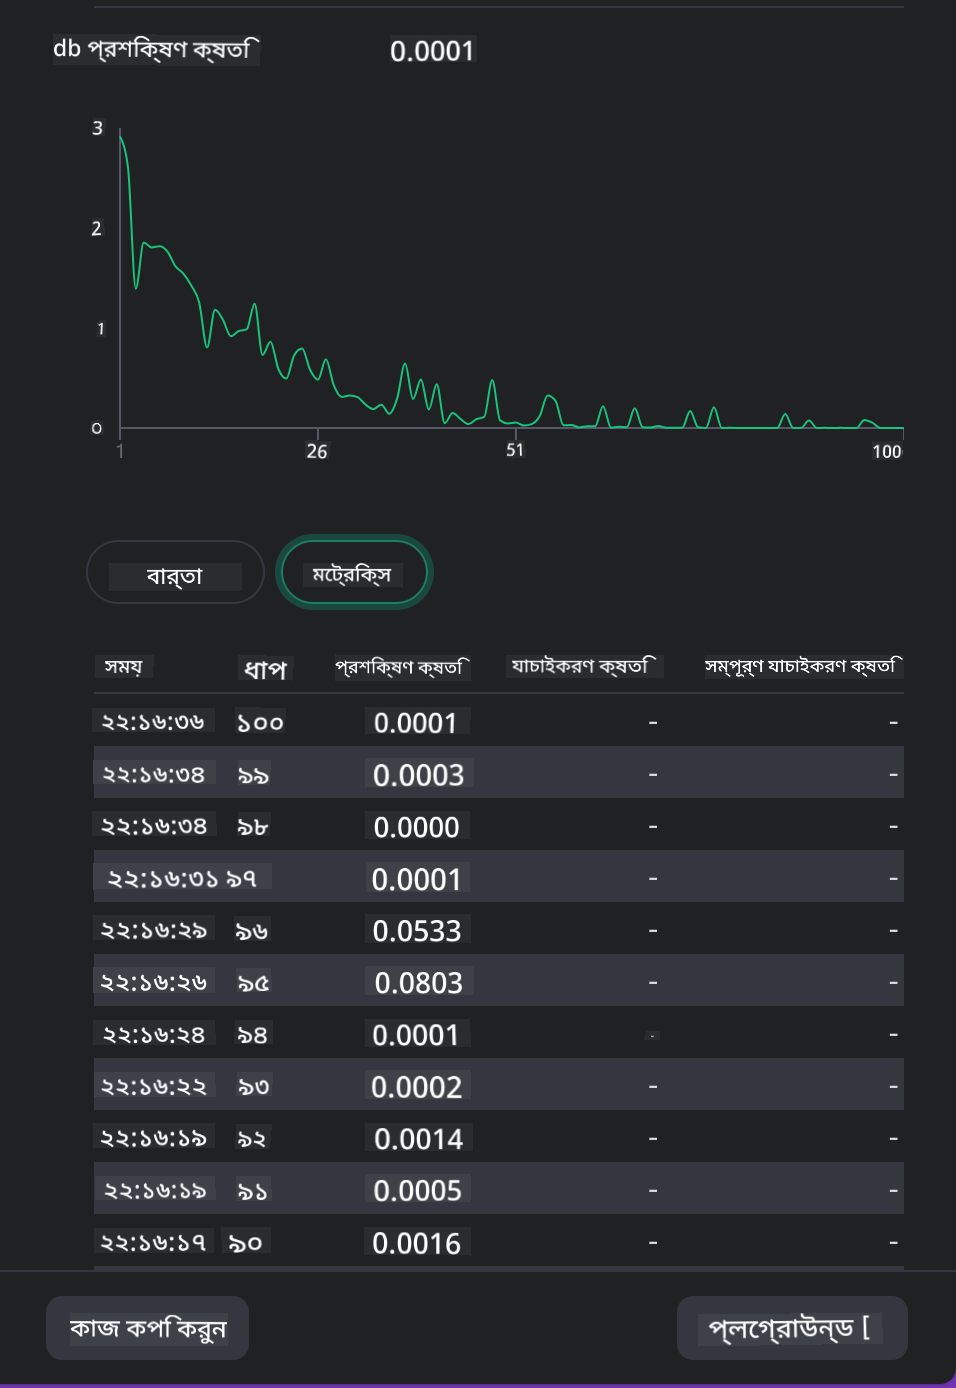 db প্রশিক্ষণ ক্ষতি 0.0001
3
2
1
0
1 26 51 100
বার্তা মেট্রিক্স
সময় ধাপ প্রশিক্ষণ ক্ষতি যাচাইকরণ ক্ষতি সম্পূর্ণ যাচাইকরণ ক্ষতি
২২:১৬:৩৬ ১০০ 0.0001 - -
২২:১৬:৩৪ ৯৯ 0.0003 - -
২২:১৬:৩৪ ৯৮ 0.0000 - -
২২:১৬:৩১ ৯৭ 0.0001 - -
২২:১৬:২৯ ৯৬ 0.0533 - -
২২:১৬:২৬ ৯৫ 0.0803 - -
২২:১৬:২৪ ৯৪ 0.0001 - -
২২:১৬:২২ ৯৩ 0.0002 - -
২২:১৬:১৯ ৯২ 0.0014 - -
২২:১৬:১৯ ৯১ 0.0005 - -
২২:১৬:১৭ ৯০ 0.0016 - -
কাজ কপি করুন প্লেগ্রাউন্ড [